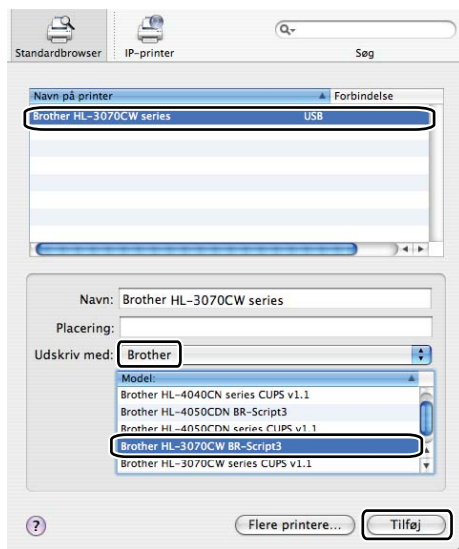 Standardbrowser IP-printer Søg
Navn på printer Forbindelse
Brother HL-3070CW series USB
Navn: Brother HL-3070CW series
Placering:
Udskriv med: Brother
Model:
Brother HL-4040CN series CUPS v1.1
Brother HL-4050CDN BR-Script3
Brother HL-4050CDN series CUPS v1.1
Brother HL-3070CW BR-Script3
Brother HL-3070CW series CUPS v1.1
? Flere printere... Tilføj